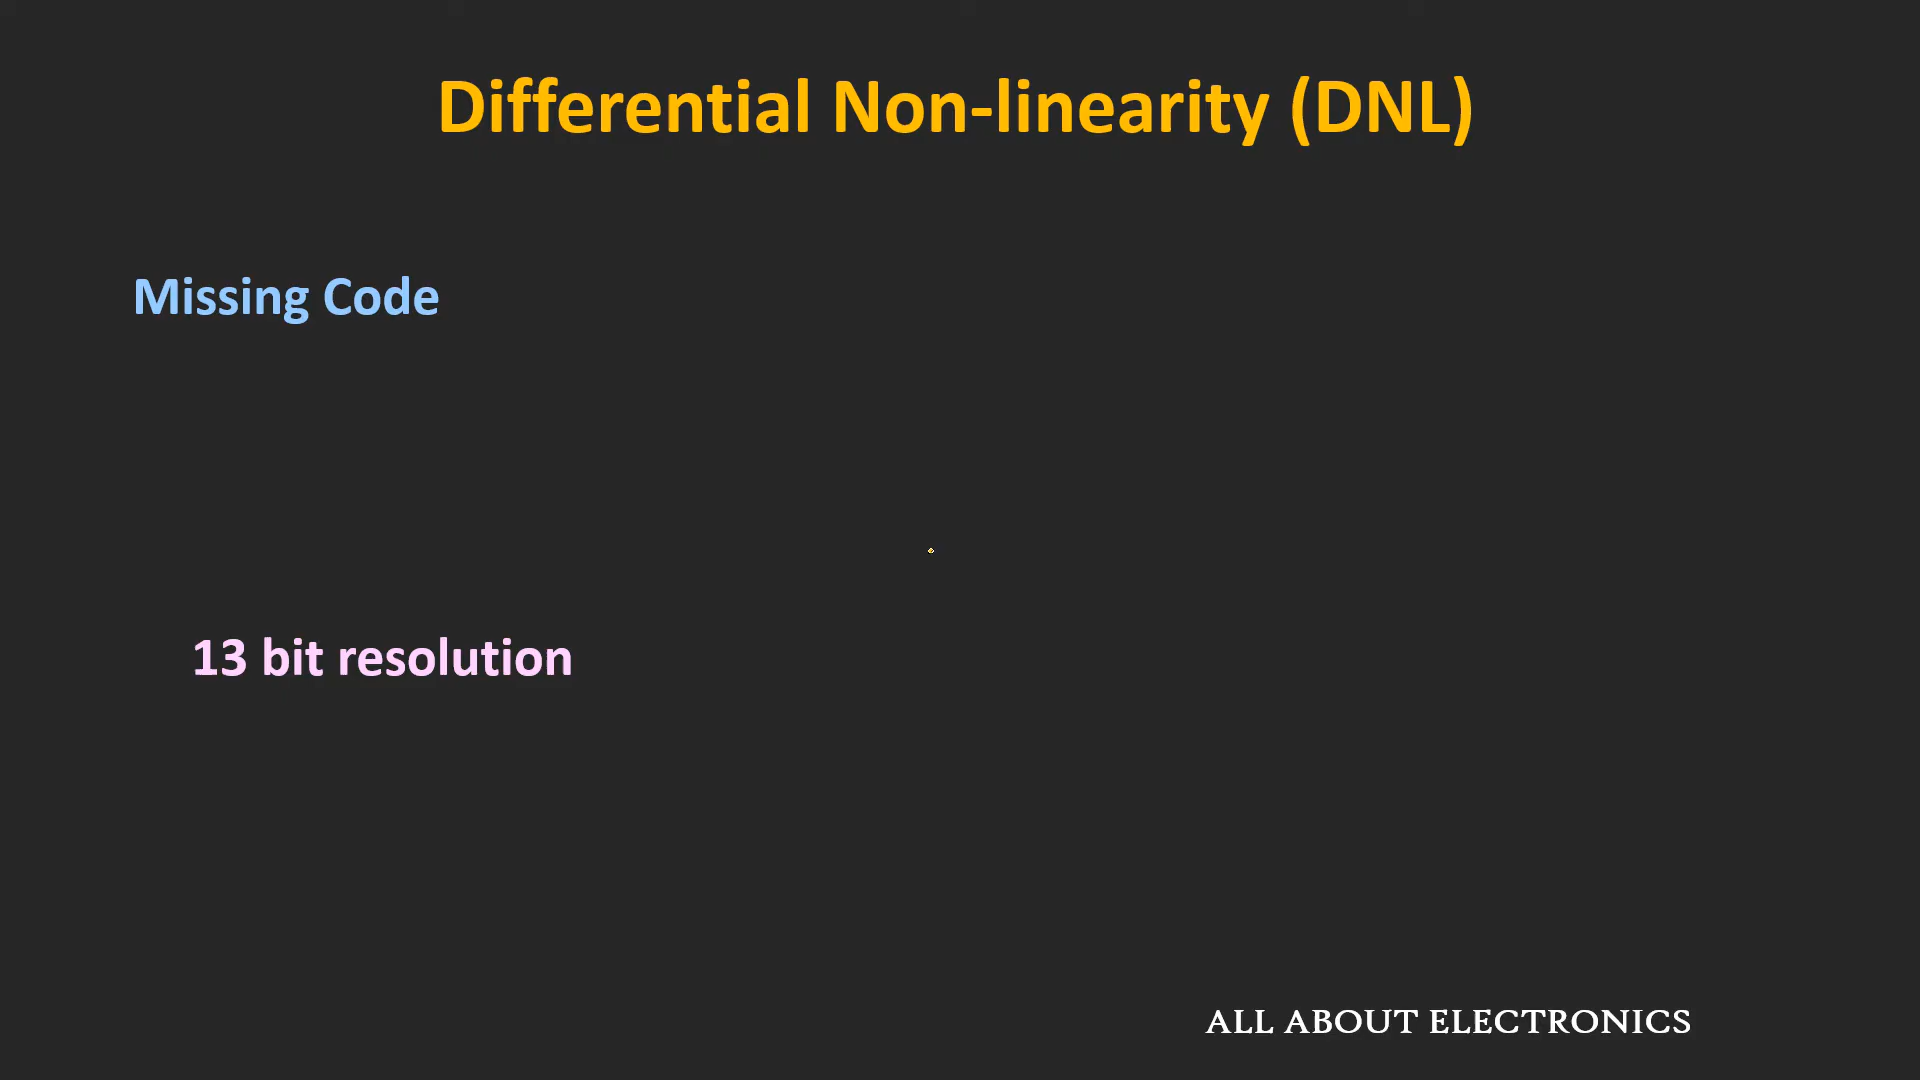 Differential Non-linearity (DNL)
Missing Code
13 bit resolution
ALL ABOUT ELECTRONICS